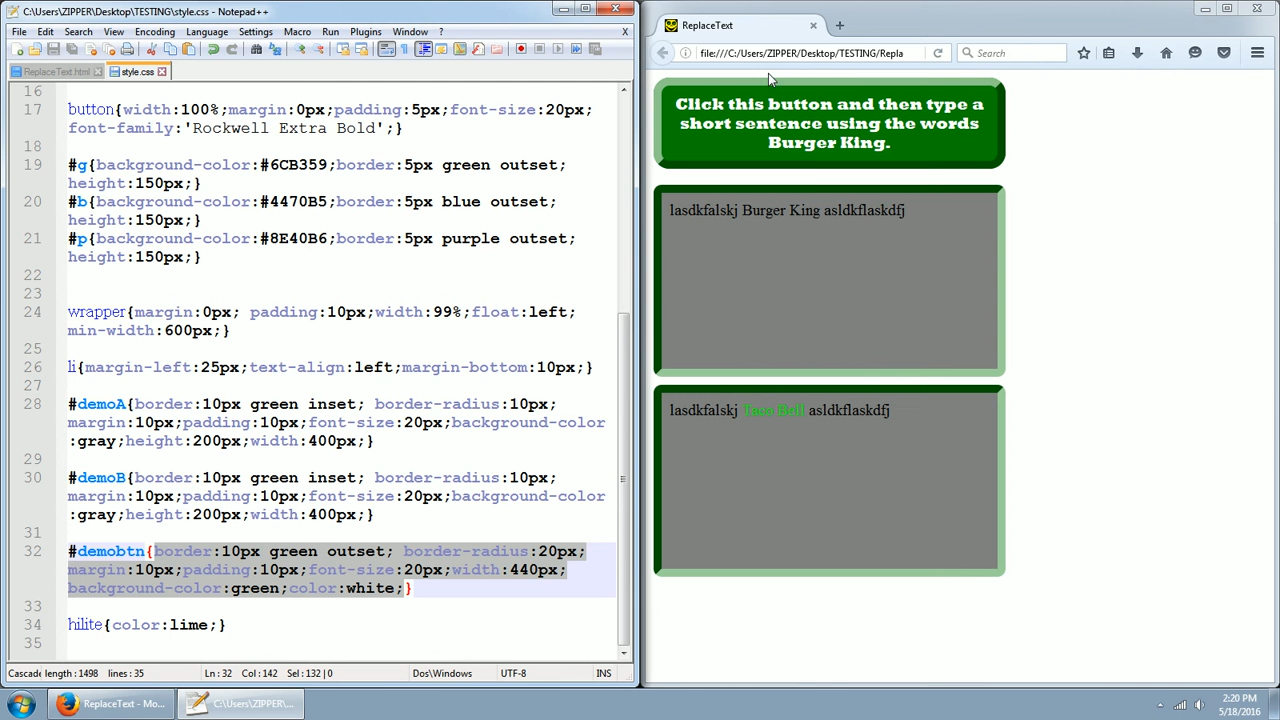 C:\Users\ZIPPER\Desktop\TESTING\style.css - Notepad++
File Edit Search View Encoding Language Settings Macro Run Plugins Window ? X
ReplaceText.html style.css
16
17 button{width:100%;margin:0px;padding:5px;font-size:20px;
font-family:'Rockwell Extra Bold';}
18
19 #g{background-color:#6CB359;border:5px green outset;
height:150px;}
20 #b{background-color:#4470B5;border:5px blue outset;
height:150px;}
21 #p{background-color:#8E40B6;border:5px purple outset;
height:150px;}
22
23
24 wrapper{margin:0px; padding:10px;width:99%;float:left;
min-width:600px;}
25
26 li{margin-left:25px;text-align:left;margin-bottom:10px;}
27
28 #demoA{border:10px green inset; border-radius:10px;
margin:10px;padding:10px;font-size:20px;background-color
:gray;height:200px;width:400px;}
29
30 #demoB{border:10px green inset; border-radius:10px;
margin:10px;padding:10px;font-size:20px;background-color
:gray;height:200px;width:400px;}
31
32 #demobtn{border:10px green outset; border-radius:20px;
margin:10px;padding:10px;font-size:20px;width:440px;
background-color:green;color:white;}
33
34 hilite{color:lime;}
35
Cascade length : 1498 lines : 35 Ln : 32 Col : 142 Sel : 132 | 0 Dos\Windows UTF-8 INS
ReplaceText
file:///C:/Users/ZIPPER/Desktop/TESTING/Repla
Search
Click this button and then type a
short sentence using the words
Burger King.
lasdkfalskj Burger King asldkflaskdfj
lasdkfalskj Taco Bell asldkflaskdfj
ReplaceText - Mo...
C:\Users\ZIPPER\D...
2:20 PM
5/18/2016